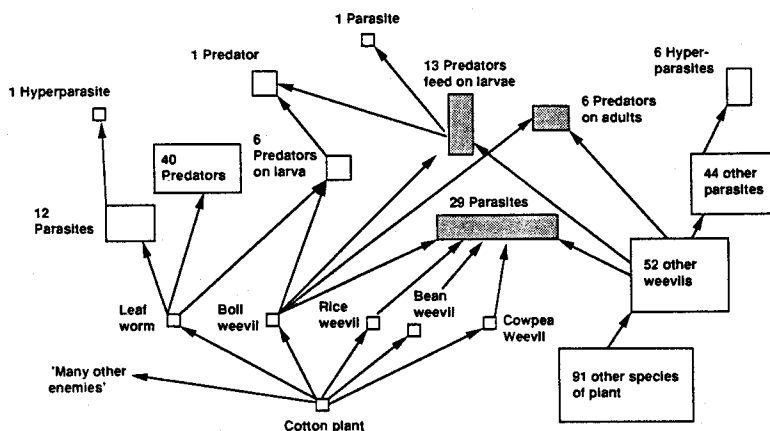 1 Parasite
1 Predator
13 Predators
feed on larvae
6 Hyper-
parasites
1 Hyperparasite
6 Predators
on adults
40
Predators
6
Predators
on larva
44 other
parasites
12
Parasites
29 Parasites
52 other
weevils
Leaf
worm
Boll
weevil
Rice
weevil
Bean
weevil
Cowpea
Weevil
'Many other
enemies'
91 other species
of plant
Cotton plant